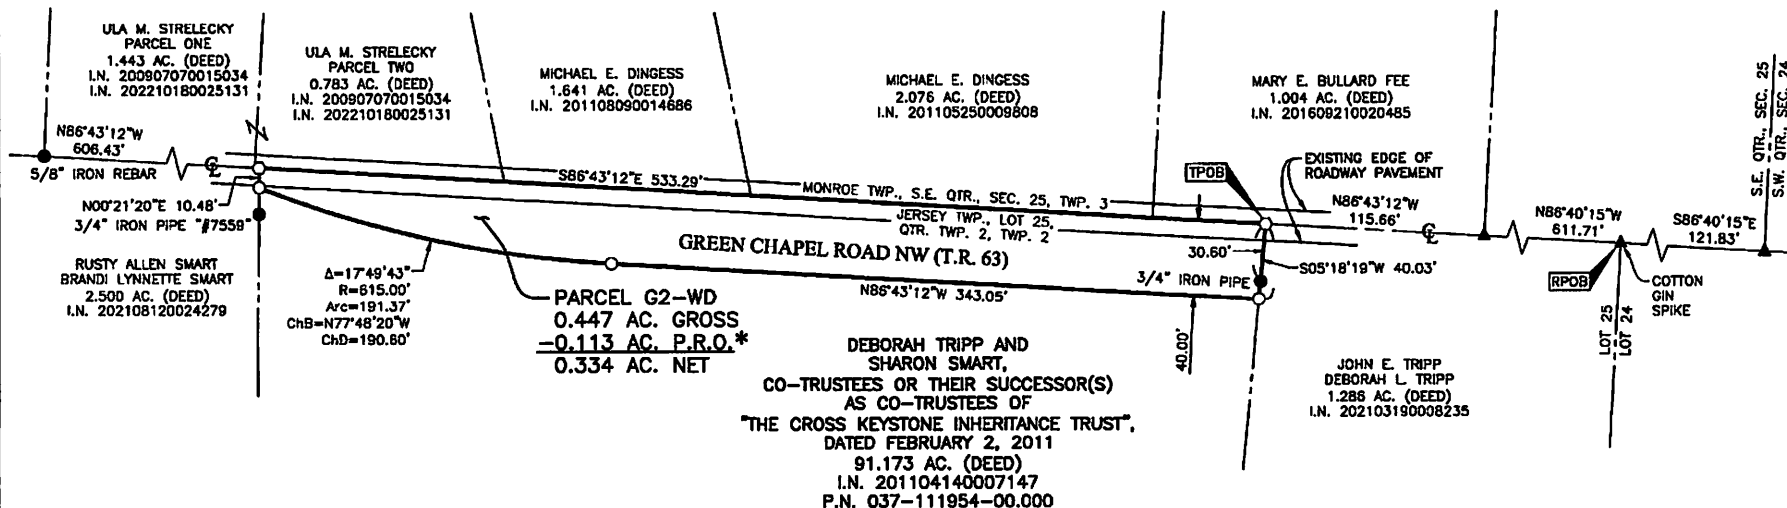 ULA M. STRELECKY
PARCEL ONE
1.443 AC. (DEED)
I.N. 200907070015034
I.N. 202210180025131
ULA M. STRELECKY
PARCEL TWO
0.783 AC. (DEED)
I.N. 200907070015034
I.N. 202210180025131
MICHAEL E. DINGESS
1.641 AC. (DEED)
I.N. 201108090014686
MICHAEL E. DINGESS
2.076 AC. (DEED)
I.N. 201105250009808
MARY E. BULLARD FEE
1.004 AC. (DEED)
I.N. 201609210020485
S.E. QTR., SEC. 25
S.W. QTR., SEC. 24
N86°43'12"W
606.43'
5/8" IRON REBAR
CL
S86°43'12"E 533.29'
MONROE TWP., S.E. QTR., SEC. 25, TWP. 3
JERSEY TWP., LOT 25,
QTR. TWP. 2, TWP. 2
TPOB
EXISTING EDGE OF
ROADWAY PAVEMENT
N86°43'12"W
115.66'
CL
N86°40'15"W
611.71'
S86°40'15"E
121.83'
N00°21'20"E 10.48'
3/4" IRON PIPE "#7559"
GREEN CHAPEL ROAD NW (T.R. 63)
30.60'
S05°18'19"W 40.03'
3/4" IRON PIPE
N86°43'12"W 343.05'
40.00'
RPOB
COTTON
GIN
SPIKE
LOT 25
LOT 24
RUSTY ALLEN SMART
BRANDI LYNNETTE SMART
2.500 AC. (DEED)
I.N. 202108120024279
Δ=17°49'43"
R=615.00'
Arc=191.37'
ChB=N77°48'20"W
ChD=190.60'
PARCEL G2-WD
0.447 AC. GROSS
-0.113 AC. P.R.O.*
0.334 AC. NET
DEBORAH TRIPP AND
SHARON SMART,
CO-TRUSTEES OR THEIR SUCCESSOR(S)
AS CO-TRUSTEES OF
"THE CROSS KEYSTONE INHERITANCE TRUST",
DATED FEBRUARY 2, 2011
91.173 AC. (DEED)
I.N. 201104140007147
P.N. 037-111954-00.000
JOHN E. TRIPP
DEBORAH L. TRIPP
1.286 AC. (DEED)
I.N. 202103190008235